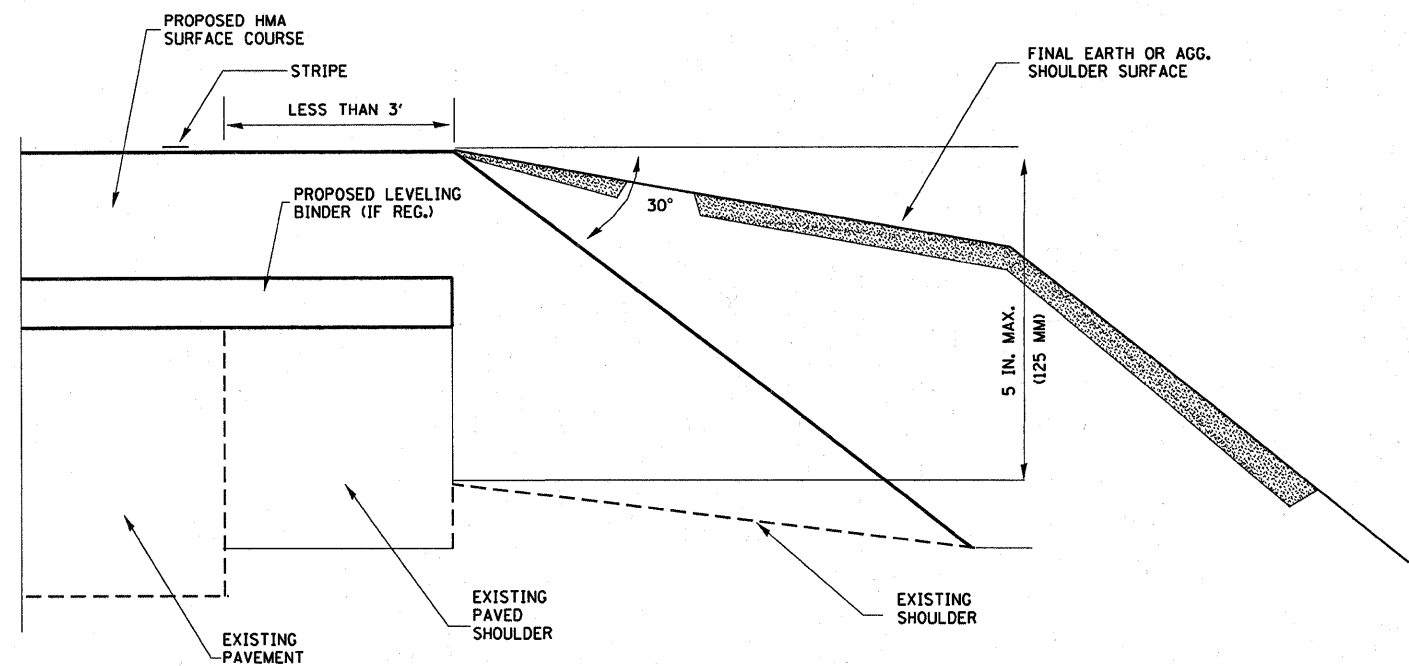 PROPOSED HMA
SURFACE COURSE
STRIPE
LESS THAN 3'
FINAL EARTH OR AGG.
SHOULDER SURFACE
PROPOSED LEVELING
BINDER (IF REG.)
30°
5 IN. MAX.
(125 MM)
EXISTING
PAVED
SHOULDER
EXISTING
SHOULDER
EXISTING
PAVEMENT